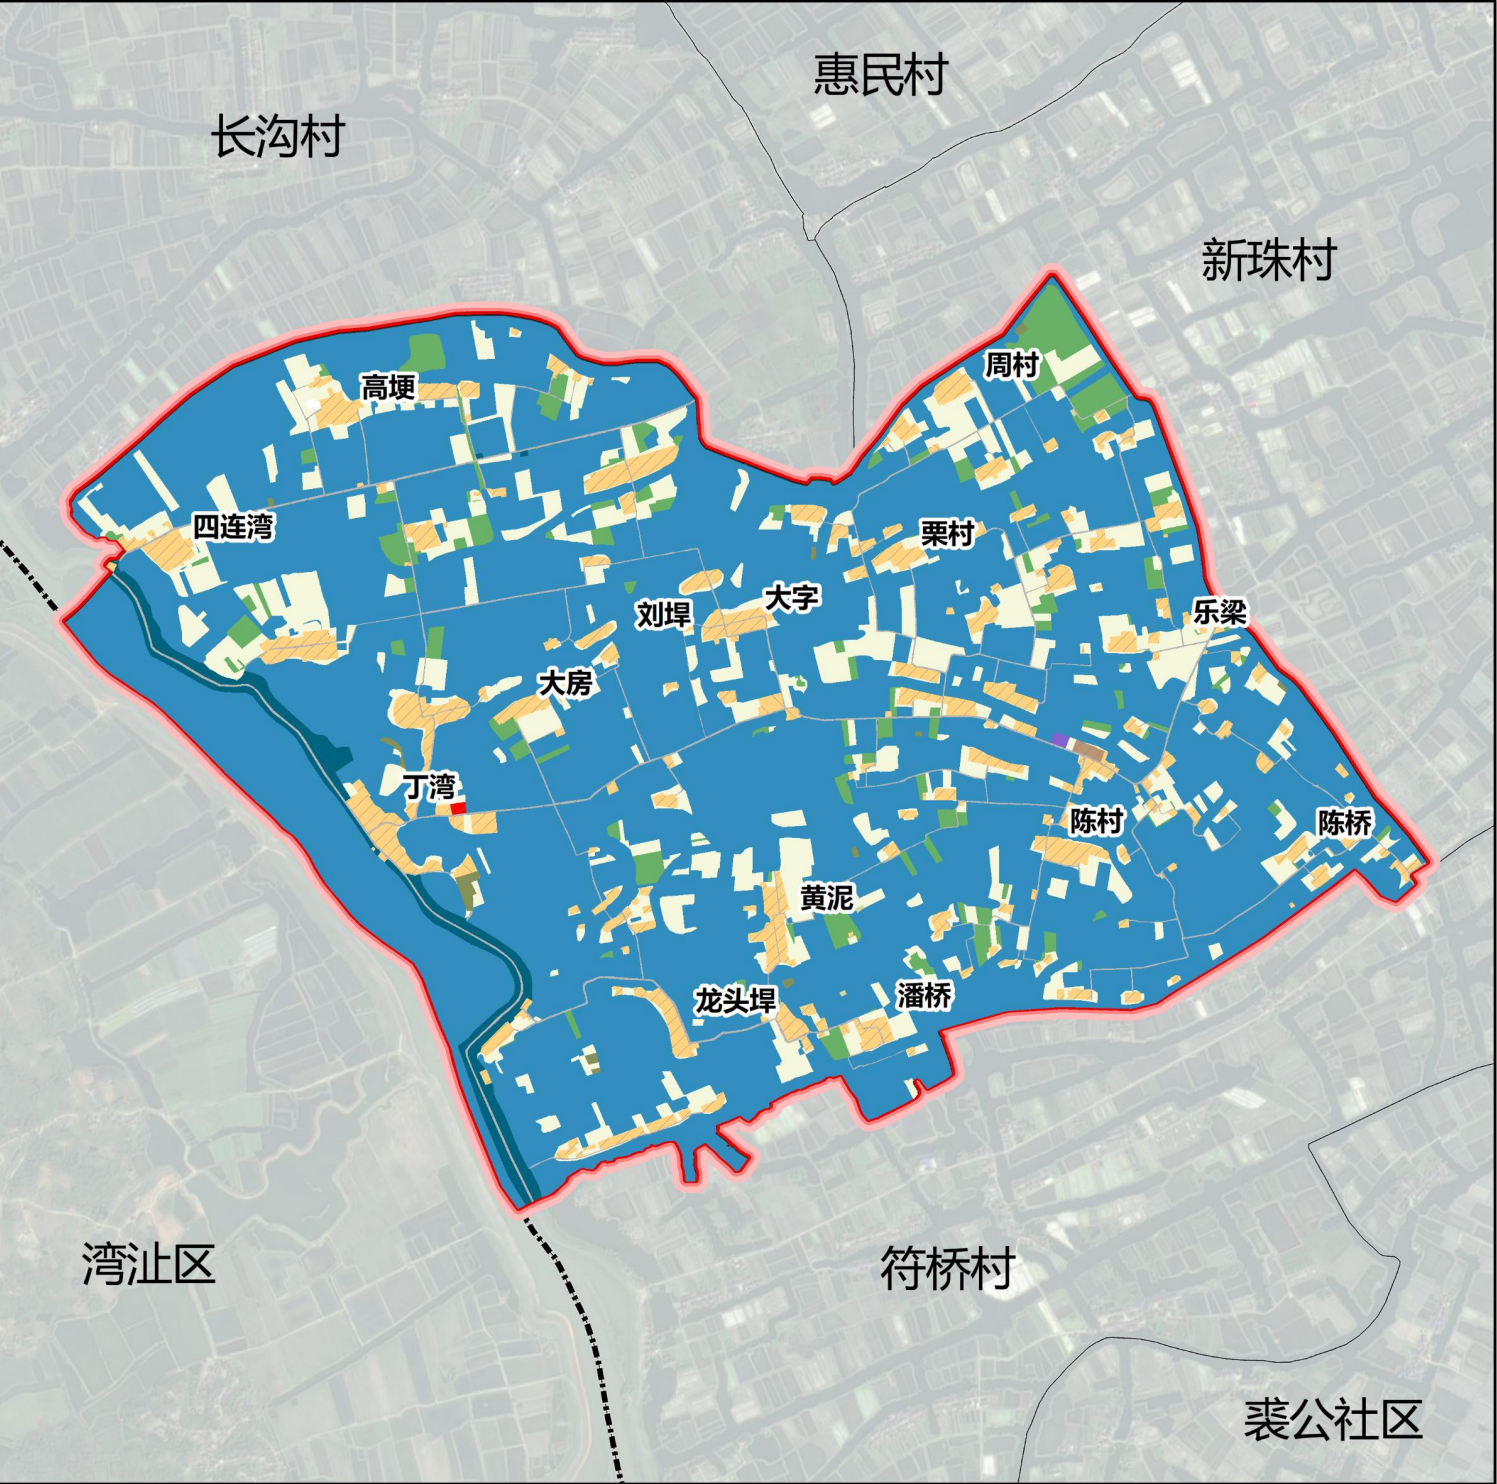 惠民村
长沟村
新珠村
周村
高埂
四连湾
栗村
大字
刘埠
乐梁
大房
丁湾
陈村
陈桥
黄泥
潘桥
龙头埠
湾沚区
符桥村
裘公社区